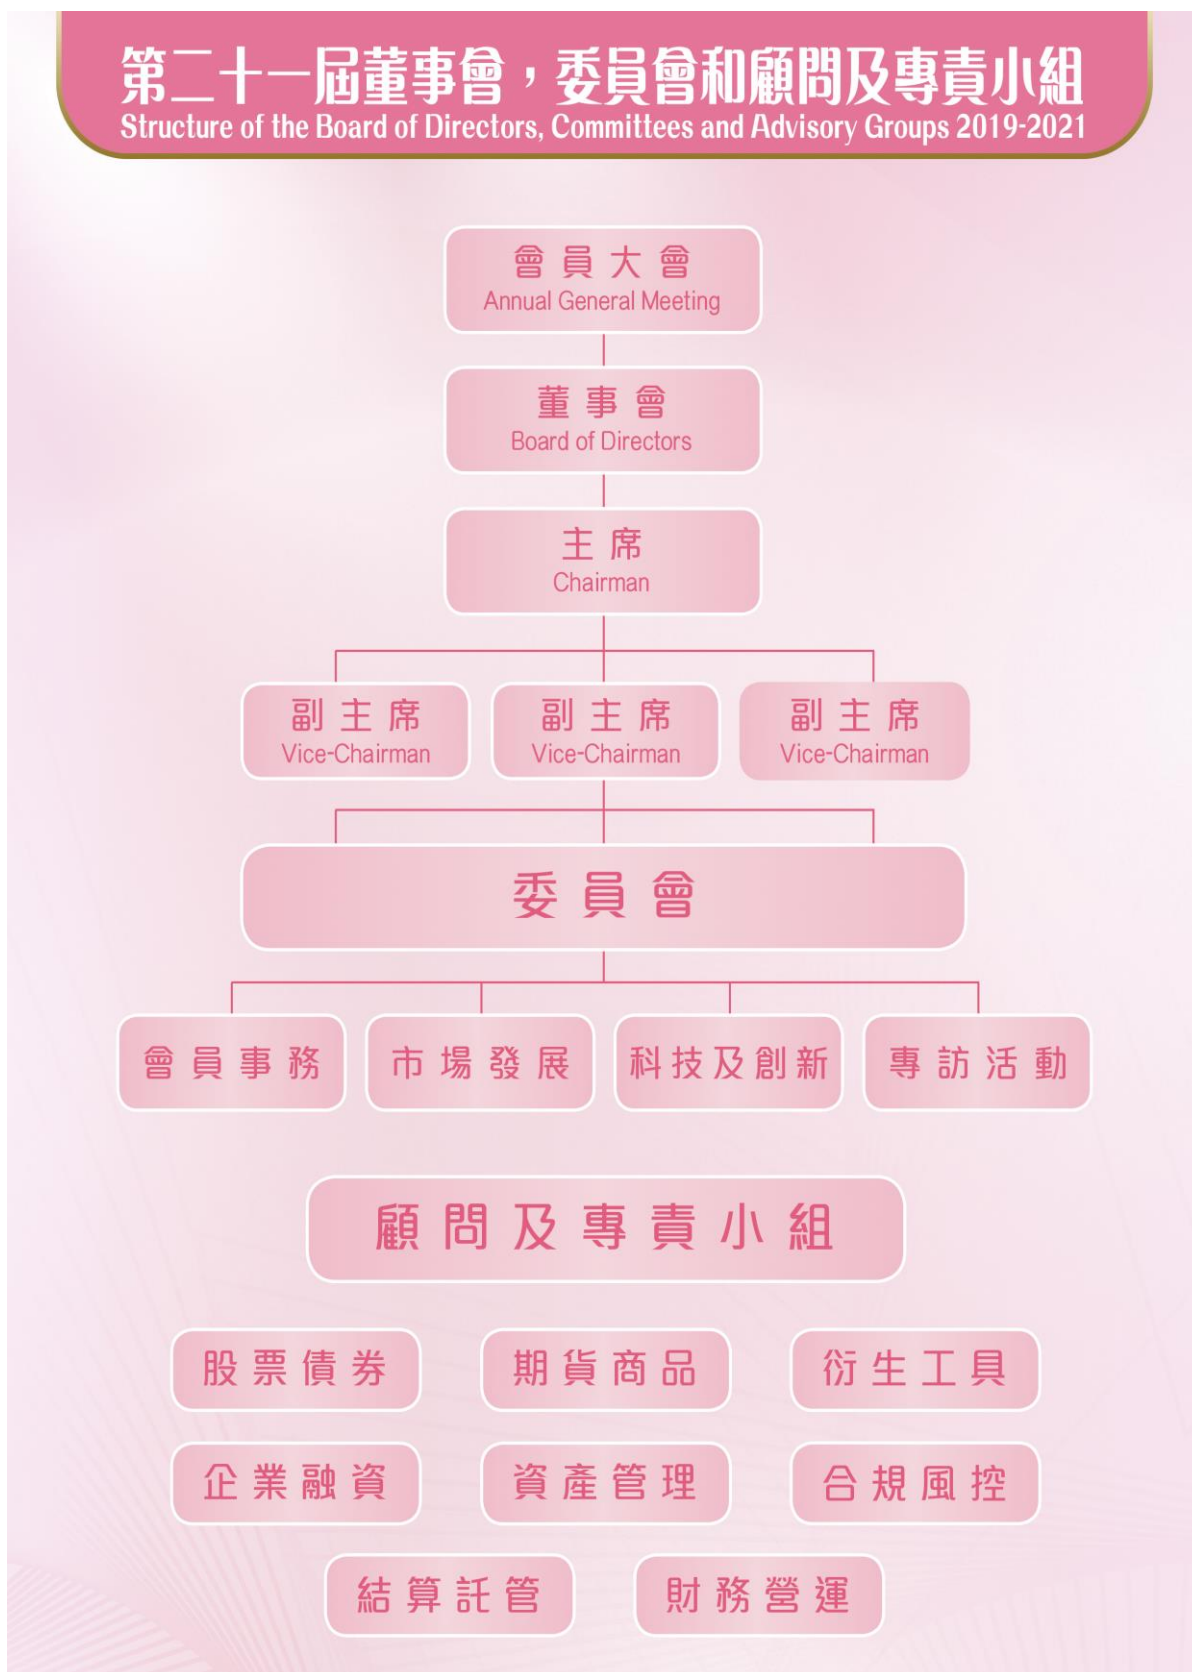 第二十一屆董事會，委員會和顧問及專責小組
Structure of the Board of Directors, Committees and Advisory Groups 2019-2021
會員大會
Annual General Meeting
董事會
Board of Directors
主席
Chairman
副主席
Vice-Chairman
副主席
Vice-Chairman
副主席
Vice-Chairman
委員會
會員事務
市場發展
科技及創新
專訪活動
顧問及專責小組
股票債券
期貨商品
衍生工具
企業融資
資產管理
合規風控
結算託管
財務營運